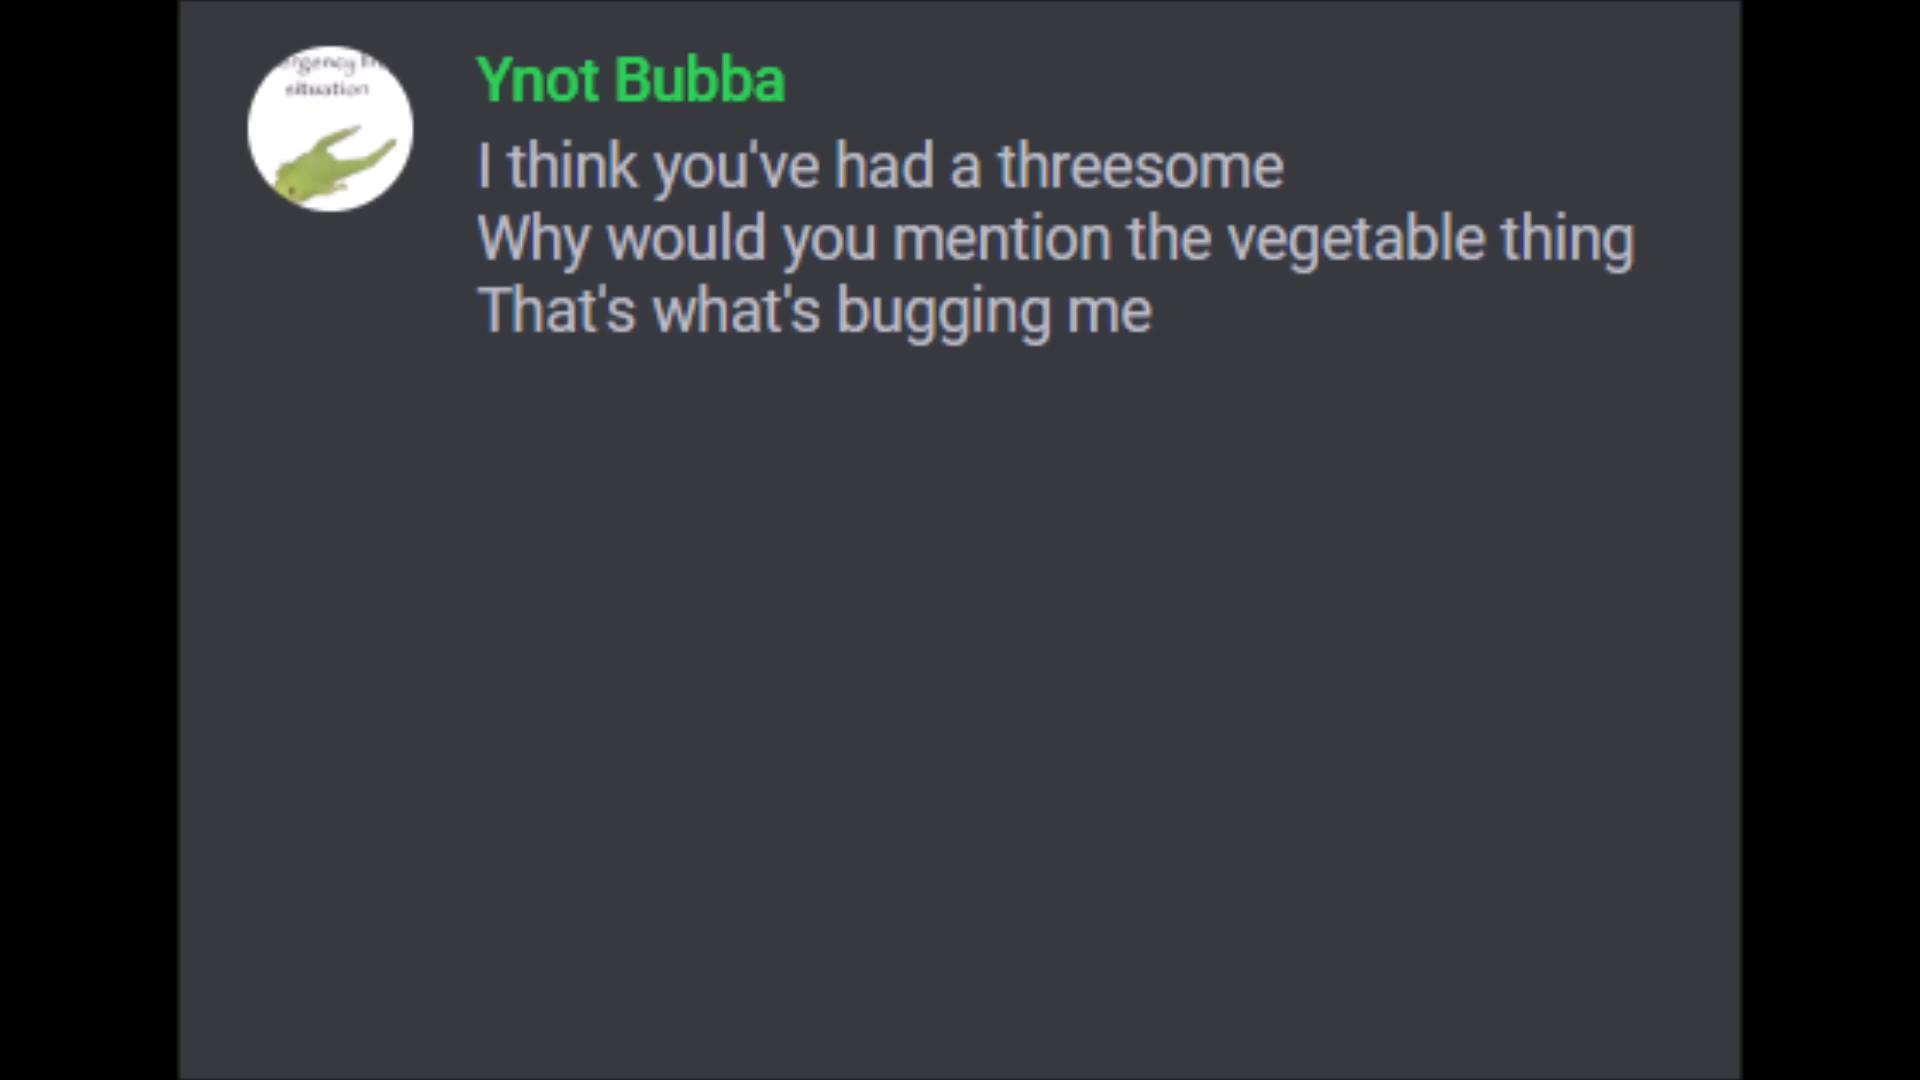 situation
Ynot Bubba
I think you've had a threesome
Why would you mention the vegetable thing
That's what's bugging me